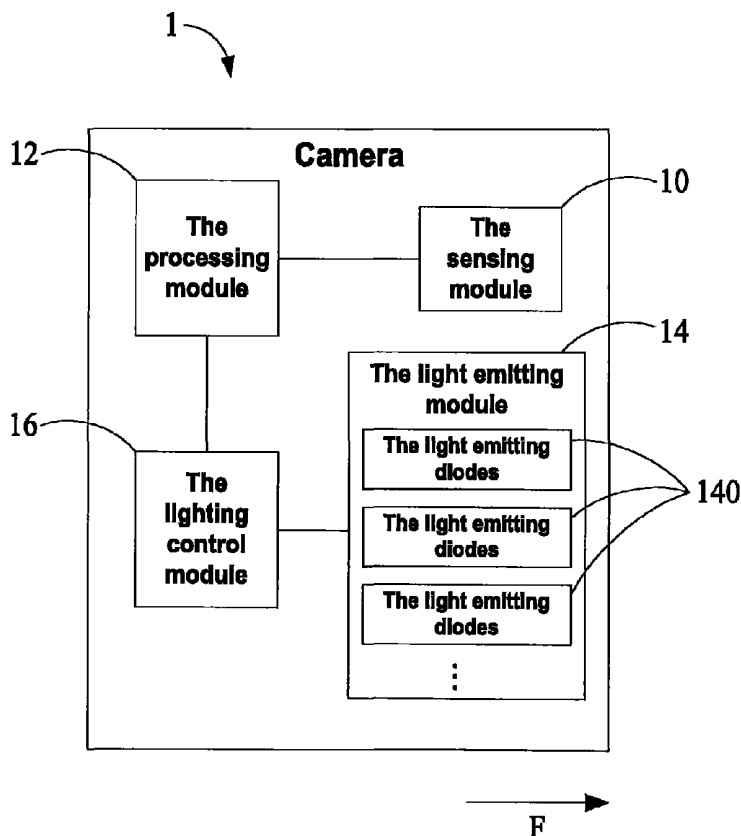 1
Camera
12
10
The
processing
module
The
sensing
module
14
The light emitting
module
16
The light emitting
diodes
The
lighting
control
module
140
The light emitting
diodes
The light emitting
diodes
F